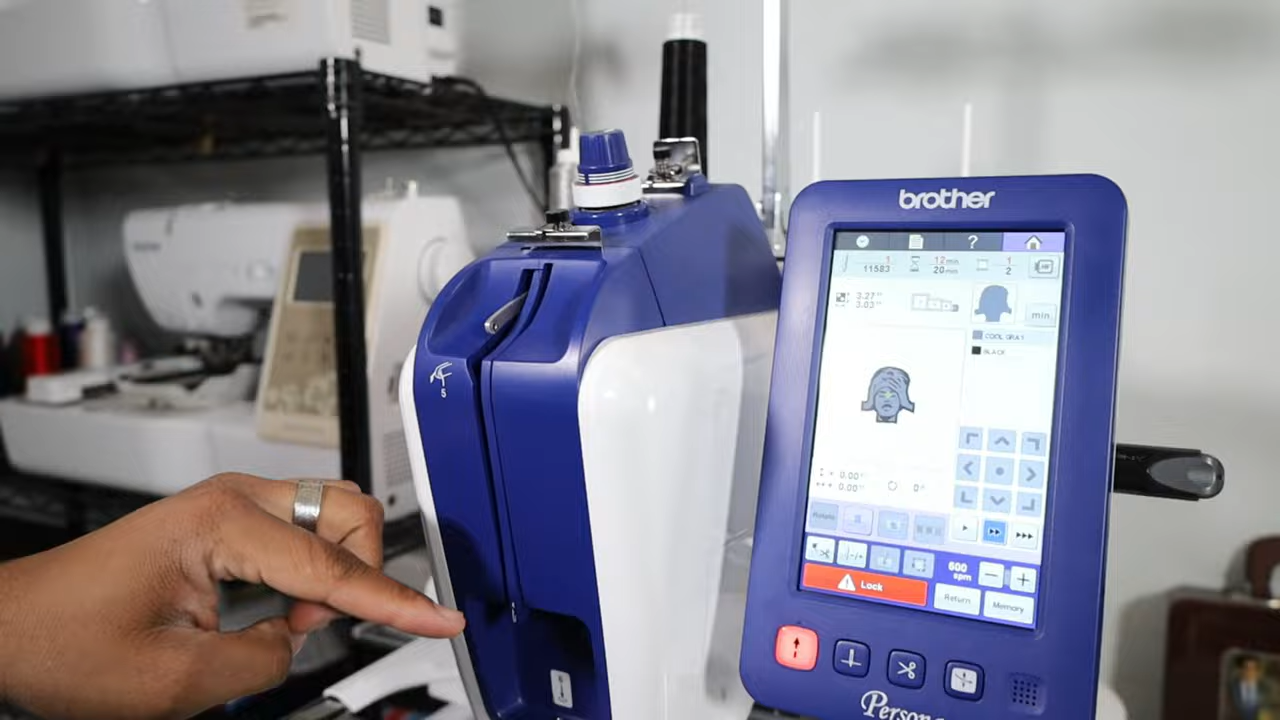 brother
?
1
11583
12 min
20 min
1
2
3.27"
3.03"
min
COOL GRAY
BLACK
5
+ 0.00"
+ 0.00"
0°
600
spm
Lock
Return
Memory
Person